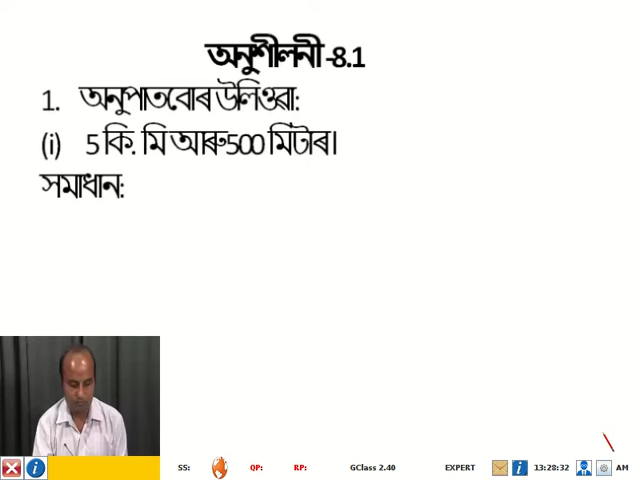 অনুশীলনী -8.1
1. অনুপাতবোৰ উলিওৱা:
(i) 5 কি. মি আৰু500 মিটাৰ।
সমাধান:
SS: QP: RP: GClass 2.40 EXPERT 13:28:32 AM